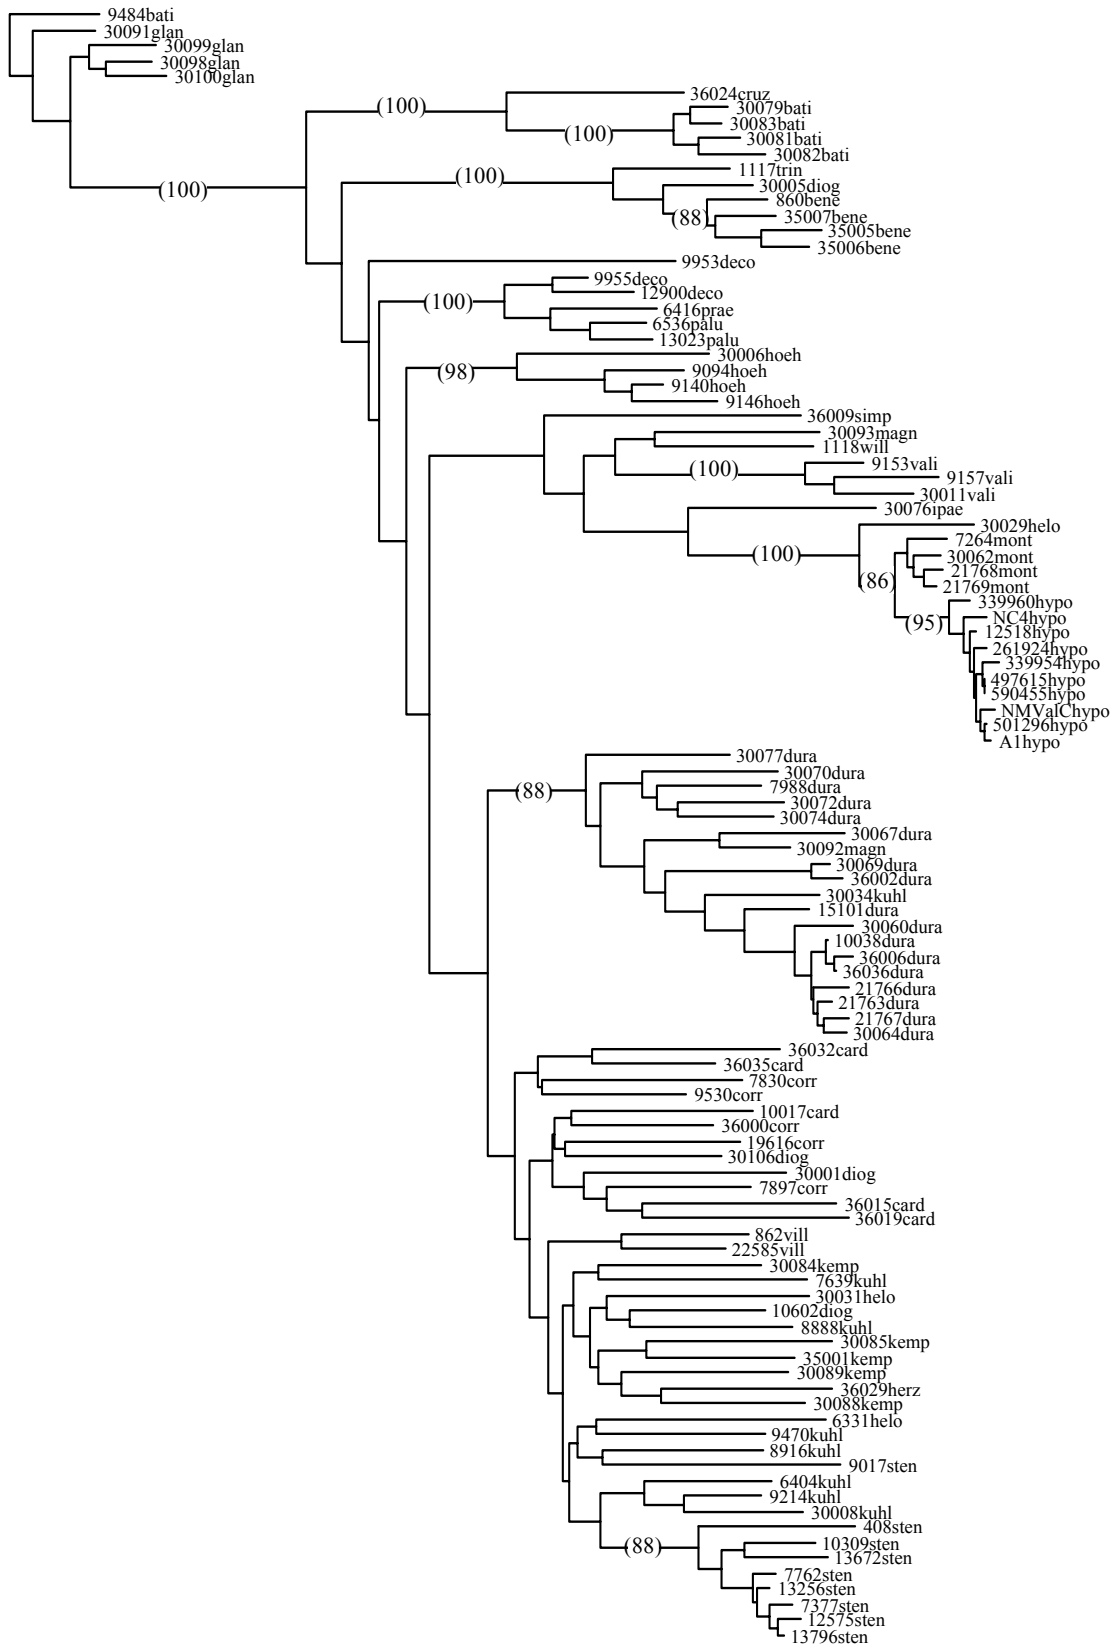 9484bati
30091glan
30099glan
30098glan
30100glan
36024cruz
(100)
30079bati
30083bati
(100)
30081bati
30082bati
1117trin
(100)
30005diog
(100)
860bene
(88)
35007bene
35005bene
35006bene
9953deco
9955deco
12900deco
(100)
6416prae
6536palu
13023palu
30006hoeh
(98)
9094hoeh
9140hoeh
9146hoeh
36009simp
30093magn
1118will
9153vali
(100)
9157vali
30011vali
30076ipae
30029helo
7264mont
(100)
30062mont
21768mont
(86)
21769mont
339960hypo
NC4hypo
(95)
12518hypo
261924hypo
339954hypo
497615hypo
590455hypo
NMValChypo
501296hypo
A1hypo
30077dura
30070dura
7988dura
(88)
30072dura
30074dura
30067dura
30092magn
30069dura
36002dura
30034kuhl
15101dura
30060dura
10038dura
36006dura
36036dura
21766dura
21763dura
21767dura
30064dura
36032card
36035card
7830corr
9530corr
10017card
36000corr
19616corr
30106diog
30001diog
7897corr
36015card
36019card
862vill
22585vill
30084kemp
7639kuhl
30031helo
10602diog
8888kuhl
30085kemp
35001kemp
30089kemp
36029herz
30088kemp
6331helo
9470kuhl
8916kuhl
9017sten
6404kuhl
9214kuhl
30008kuhl
408sten
10309sten
(88)
13672sten
7762sten
13256sten
7377sten
12575sten
13796sten